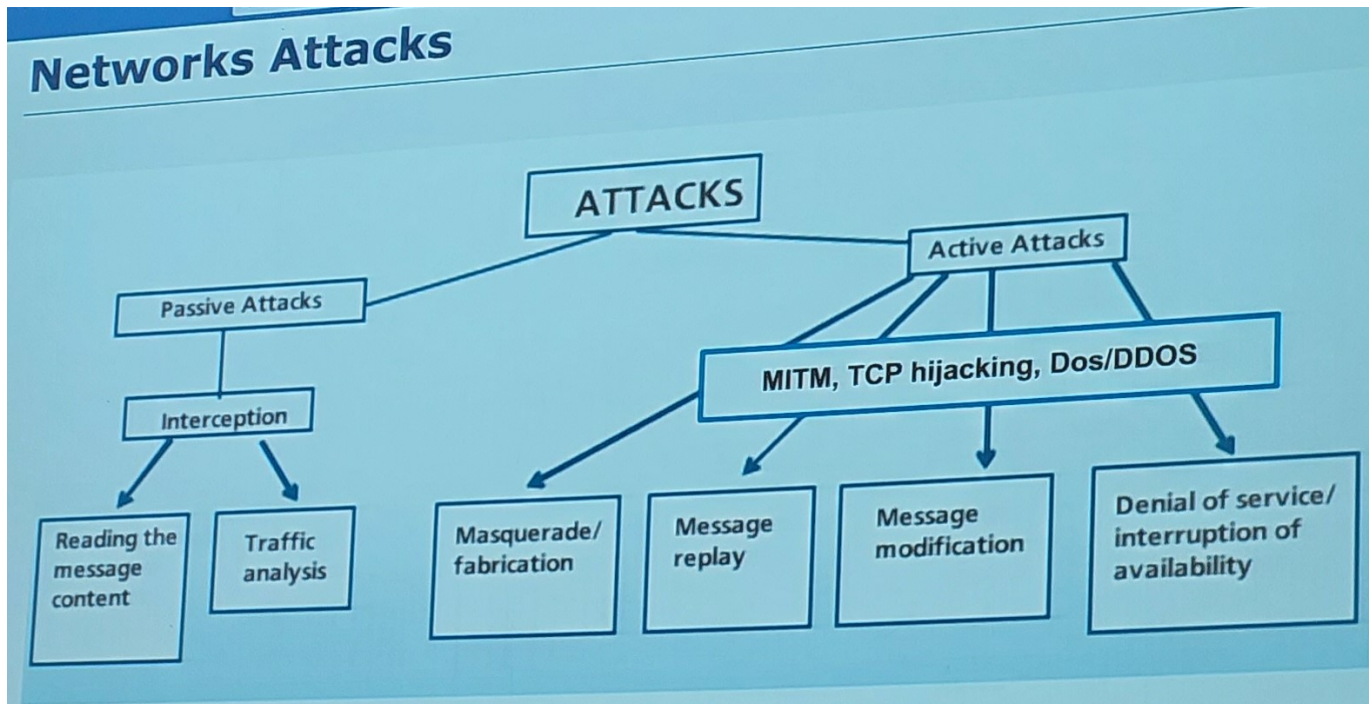 Networks Attacks
ATTACKS
Active Attacks
Passive Attacks
MITM, TCP hijacking, Dos/DDOS
Interception
Reading the
message
content
Traffic
analysis
Masquerade/
fabrication
Message
replay
Message
modification
Denial of service/
interruption of
availability